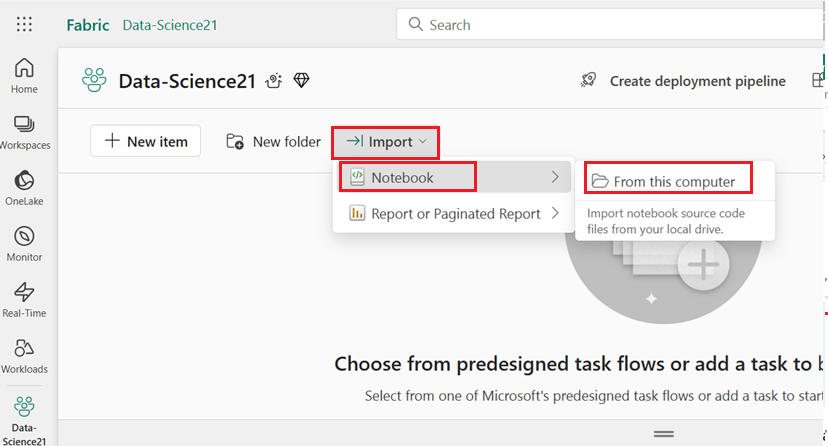 Fabric Data-Science21
Search
Home
Workspaces
OneLake
Monitor
Real-Time
Workloads
Data-
Science21
Data-Science21
Create deployment pipeline
New item
New folder
Import
Notebook
From this computer
Import notebook source code
files from your local drive.
Report or Paginated Report
Choose from predesigned task flows or add a task to b
Select from one of Microsoft's predesigned task flows or add a task to start